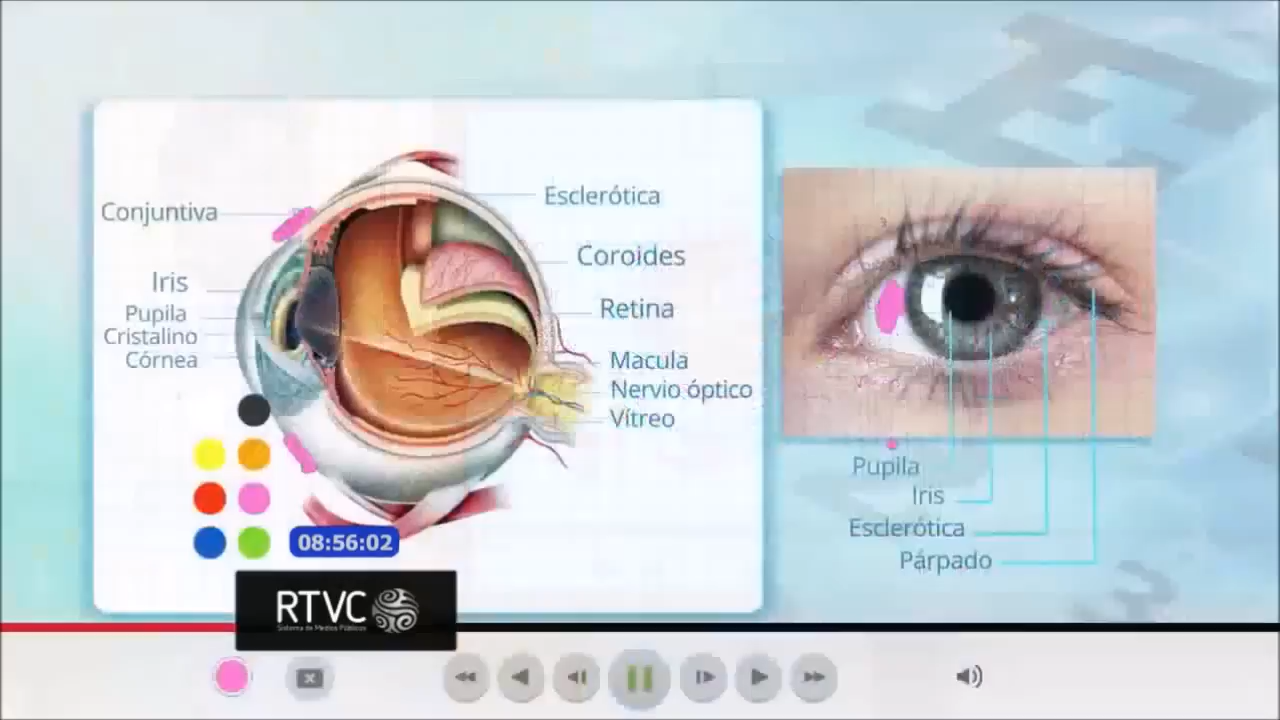 Conjuntiva
Iris
Pupila
Cristalino
Córnea
Esclerótica
Coroides
Retina
Macula
Nervio óptico
Vítreo
Pupila
Iris
Esclerótica
Párpado
08:56:02
RTVC
Sistema de Medios Públicos